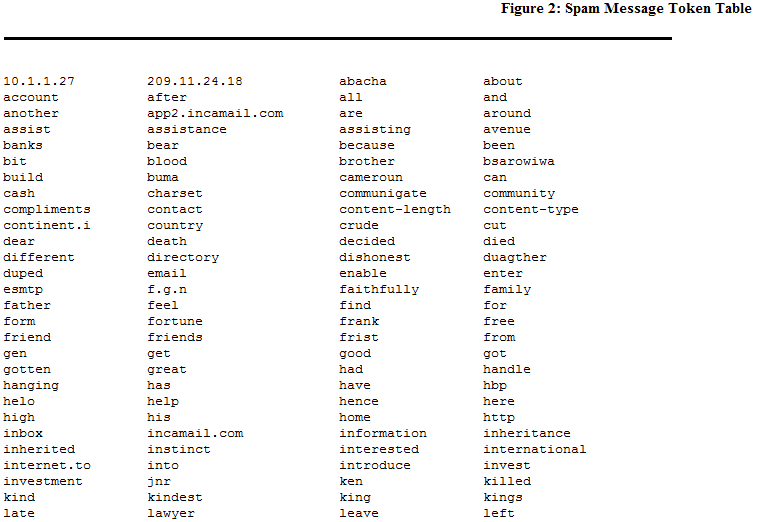 Figure 2: Spam Message Token Table
10.1.1.27 209.11.24.18 abacha about
account after all and
another app2.incamail.com are around
assist assistance assisting avenue
banks bear because been
bit blood brother bsarowiwa
build buma cameroun can
cash charset communigate community
compliments contact content-length content-type
continent.i country crude cut
dear death decided died
different directory dishonest duagther
duped email enable enter
esmtp f.g.n faithfully family
father feel find for
form fortune frank free
friend friends frist from
gen get good got
gotten great had handle
hanging has have hbp
helo help hence here
high his home http
inbox incamail.com information inheritance
inherited instinct interested international
internet.to into introduce invest
investment jnr ken killed
kind kindest king kings
late lawyer leave left